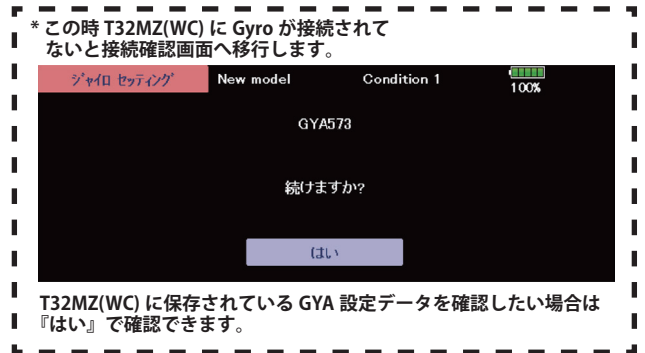 * この時 T32MZ(WC) に Gyro が接続されて
ないと接続確認画面へ移行します。
ジャイロ セッティング New model Condition 1 100%
GYA573
続けますか?
はい
T32MZ(WC) に保存されている GYA 設定データを確認したい場合は
『はい』で確認できます。